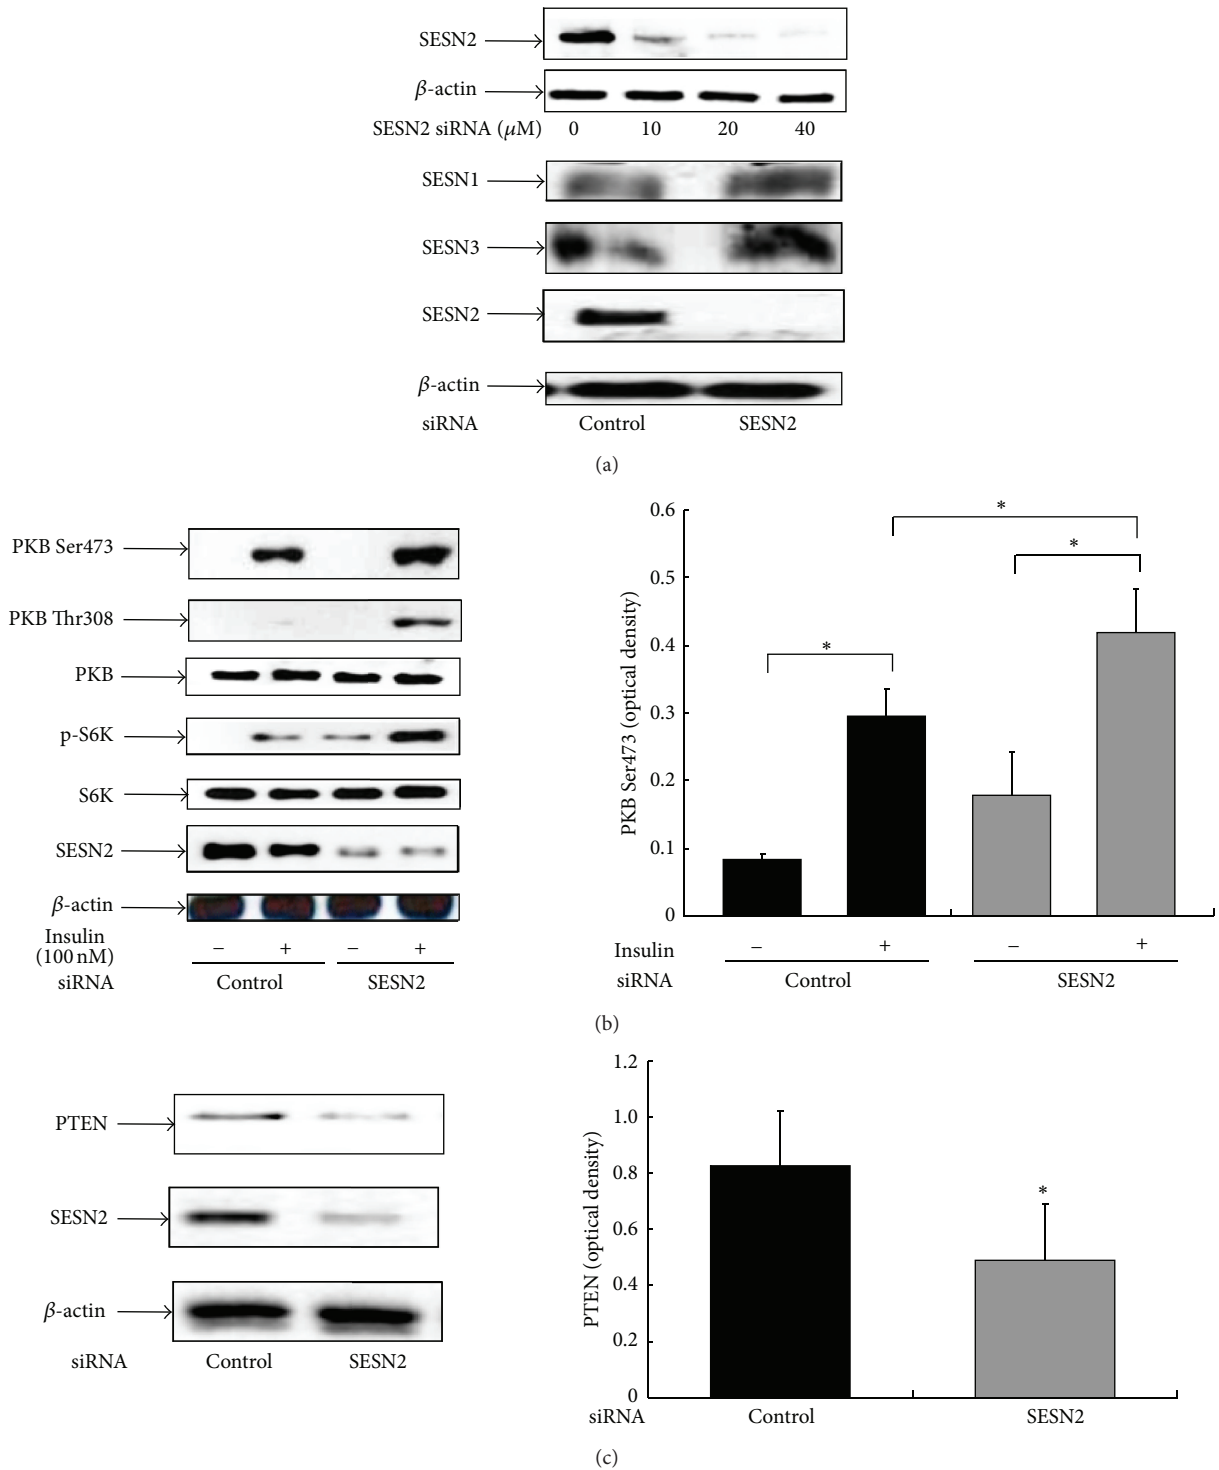 SESN2
β-actin
SESN2 siRNA (μM) 0 10 20 40
SESN1
SESN3
SESN2
β-actin
siRNA Control SESN2
(a)
PKB Ser473
PKB Thr308
PKB
p-S6K
S6K
SESN2
β-actin
Insulin
(100 nM) − + − +
siRNA Control SESN2
0.6
0.5
0.4
0.3
0.2
0.1
0
PKB Ser473 (optical density)
*
*
*
Insulin − + − +
siRNA Control SESN2
(b)
PTEN
SESN2
β-actin
siRNA Control SESN2
1.2
1.0
0.8
0.6
0.4
0.2
0
PTEN (optical density)
*
siRNA Control SESN2
(c)